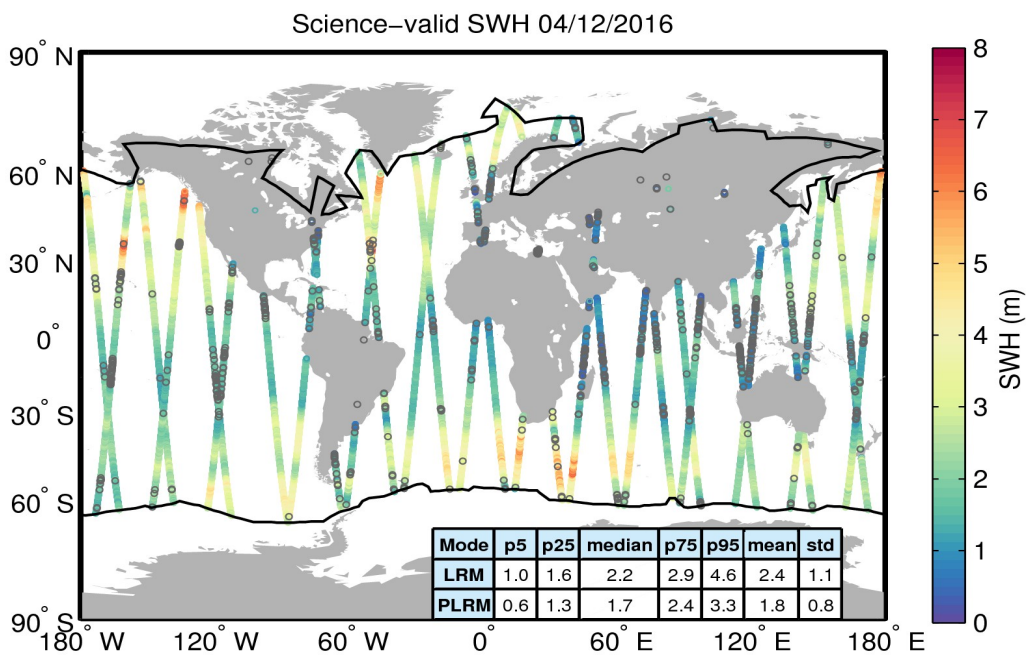 Science−valid SWH 04/12/2016
90° N
60° N
30° N
0°
30° S
60° S
90° S
180° W
120° W
60° W
0°
60° E
120° E
180° E
8
7
6
5
4
3
2
1
0
SWH (m)
Mode p5 p25 median p75 p95 mean std
LRM 1.0 1.6 2.2 2.9 4.6 2.4 1.1
PLRM 0.6 1.3 1.7 2.4 3.3 1.8 0.8